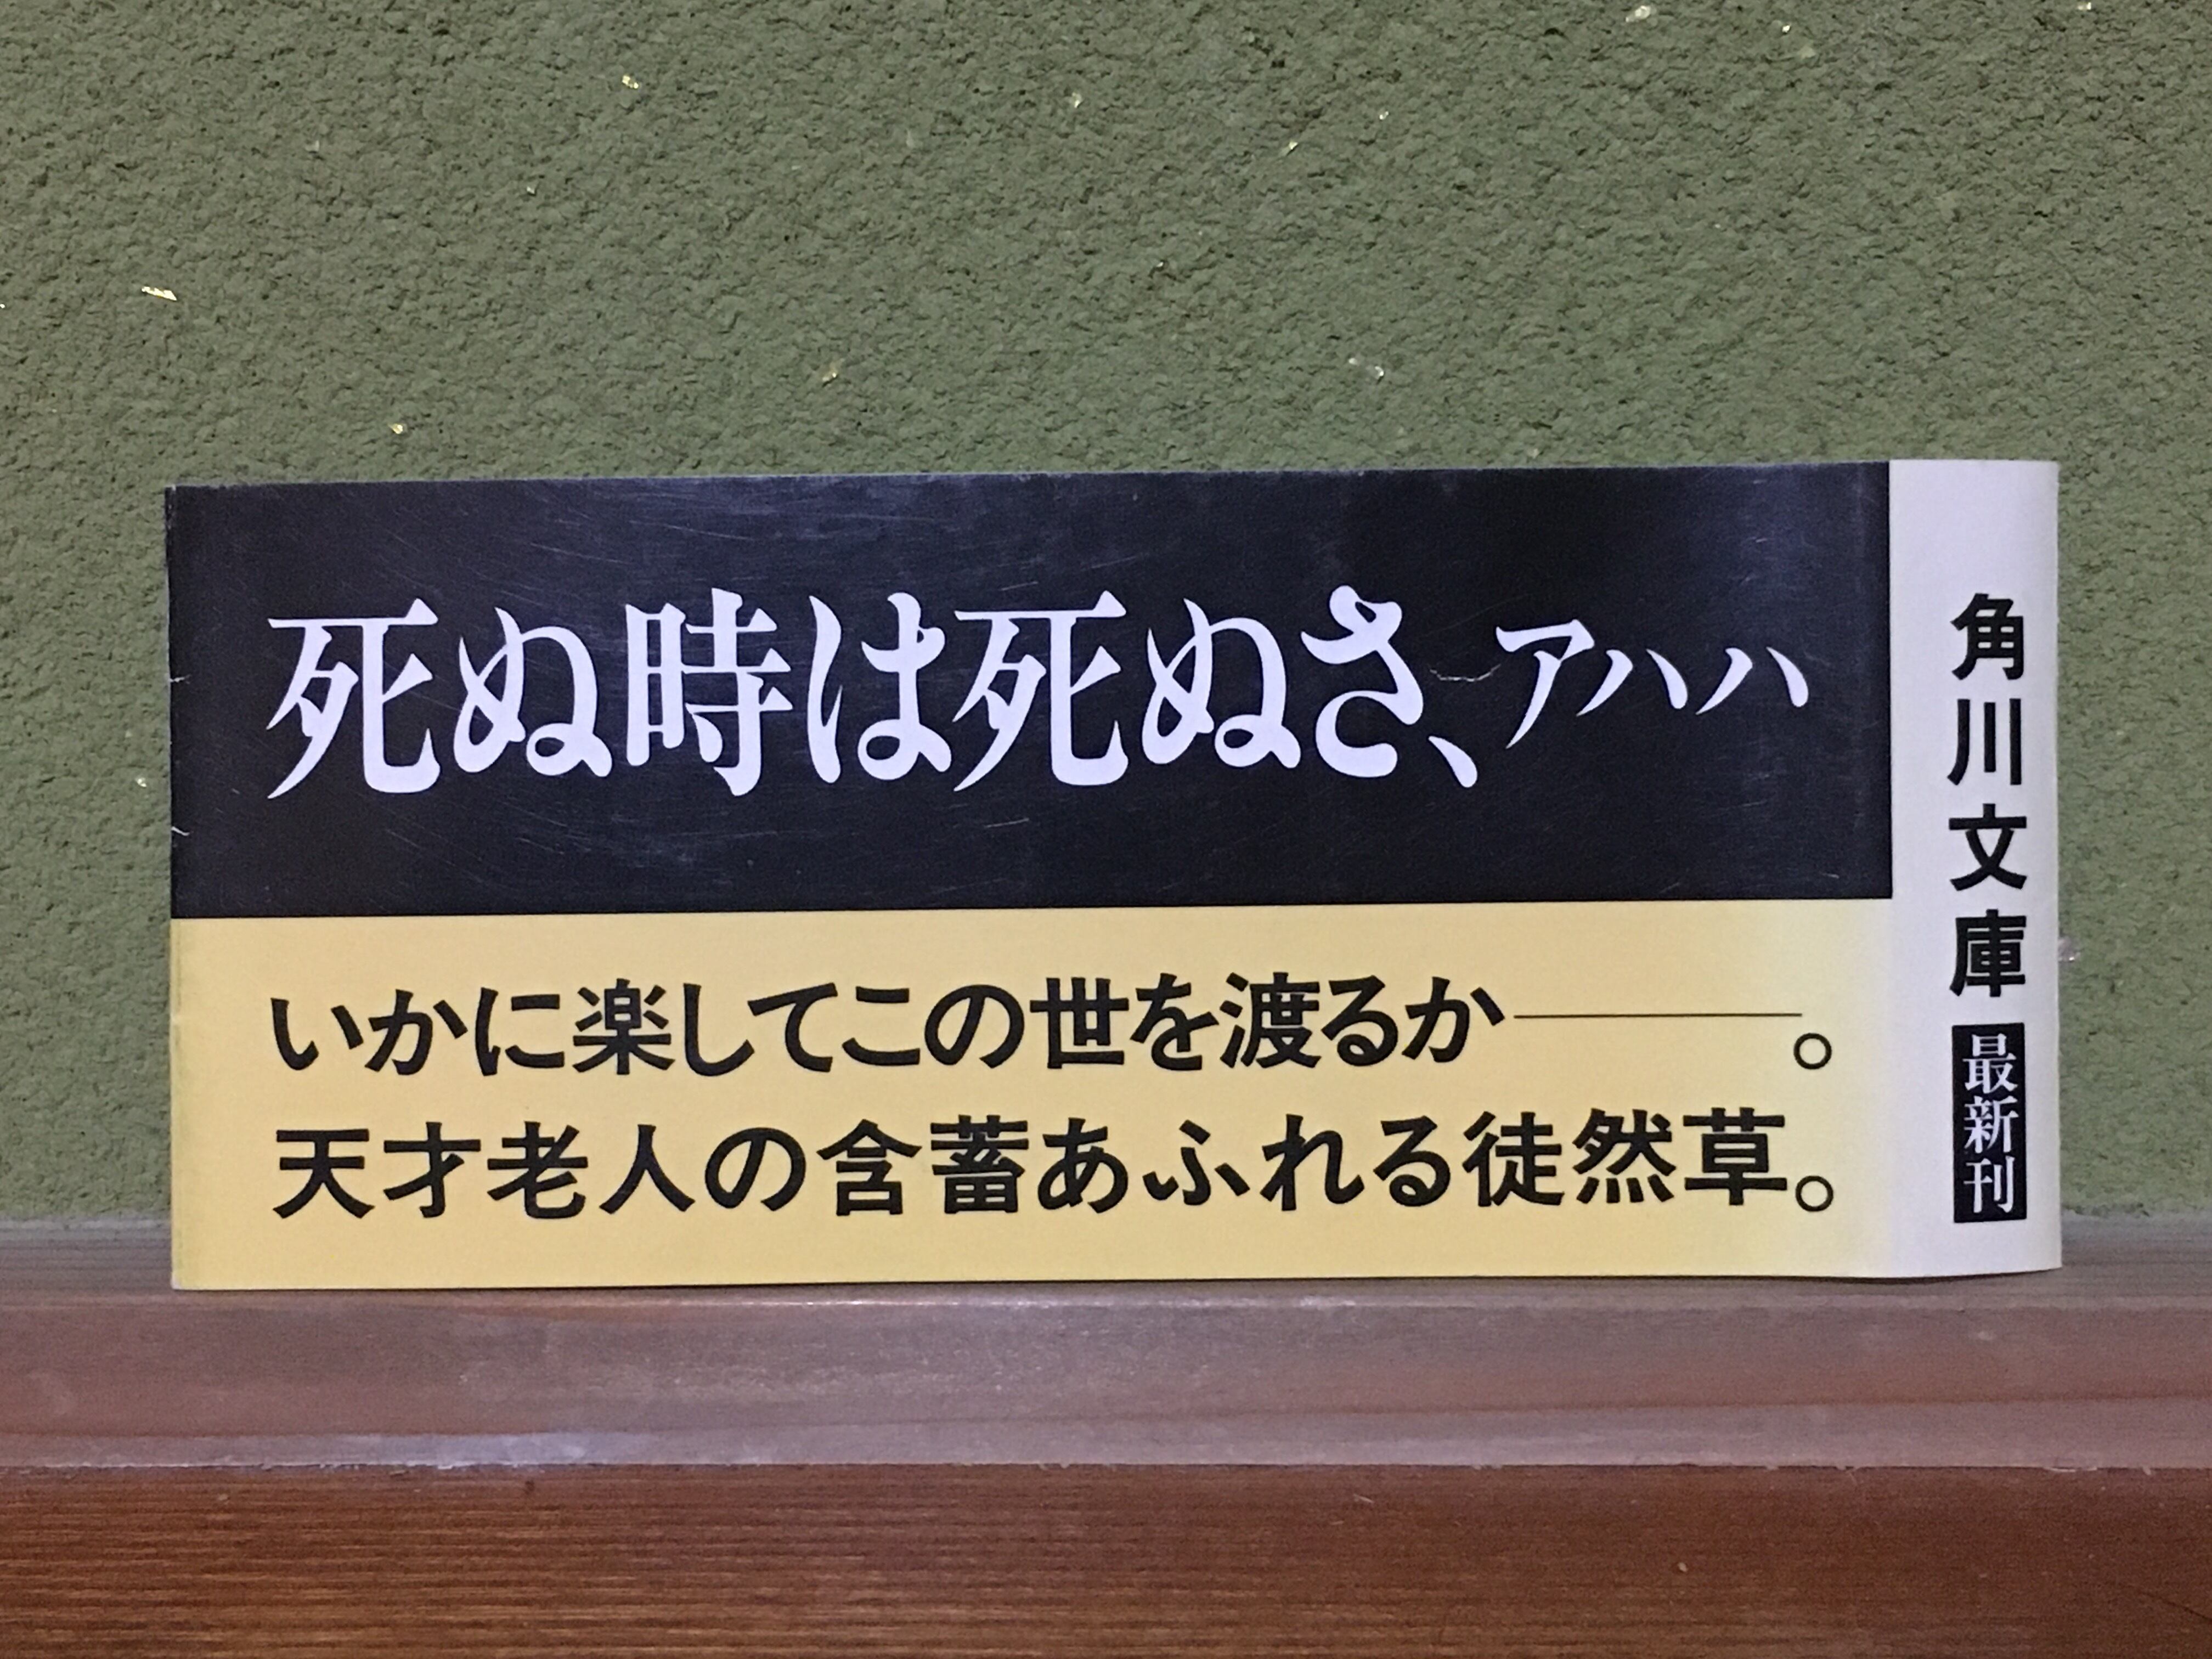 死ぬ時は死ぬさ、アハハ
いかに楽してこの世を渡るか――。
天才老人の含蓄あふれる徒然草。
角川文庫 最新刊